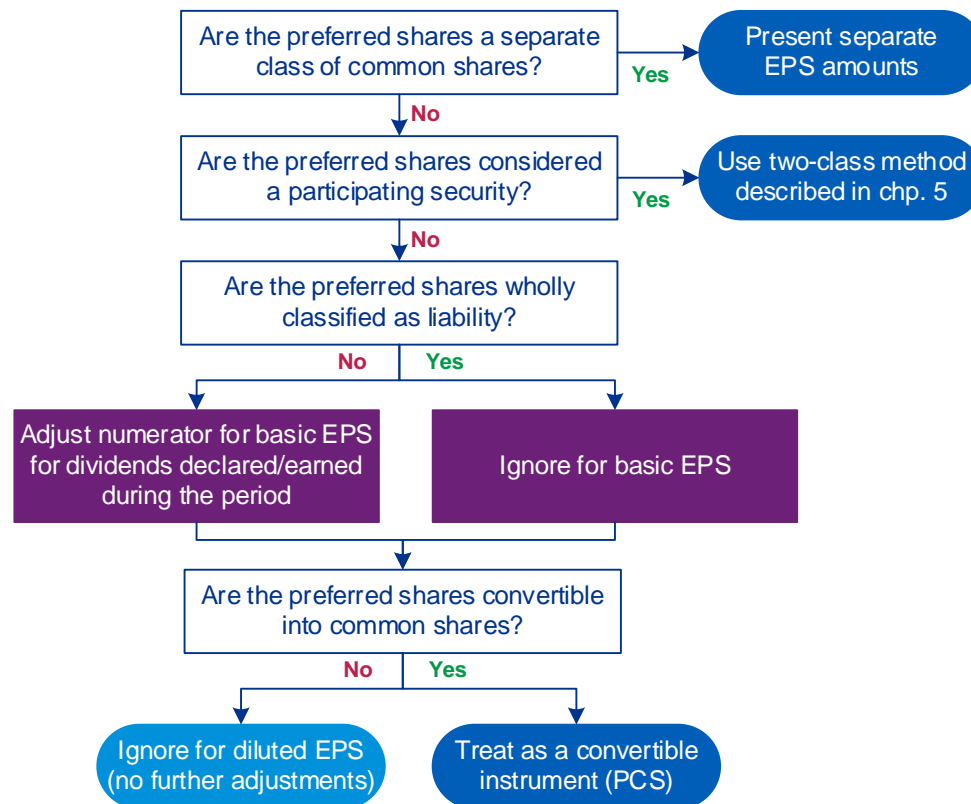 Are the preferred shares a separate
class of common shares?
Yes
Present separate
EPS amounts
No
Are the preferred shares considered
a participating security?
Yes
Use two-class method
described in chp. 5
No
Are the preferred shares wholly
classified as liability?
No
Yes
Adjust numerator for basic EPS
for dividends declared/earned
during the period
Ignore for basic EPS
Are the preferred shares convertible
into common shares?
No
Yes
Ignore for diluted EPS
(no further adjustments)
Treat as a convertible
instrument (PCS)